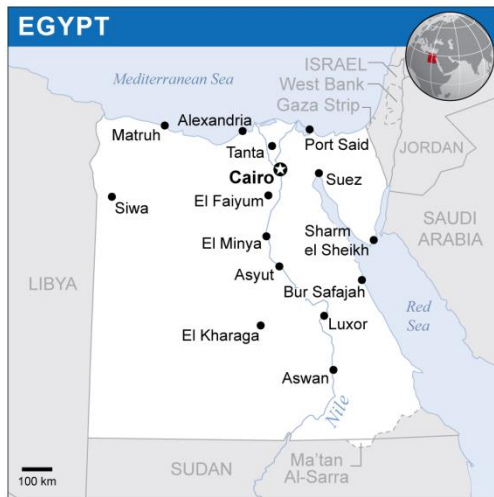 EGYPT
Mediterranean Sea
ISRAEL
West Bank
Gaza Strip
JORDAN
Alexandria
Matruh
Tanta
Port Said
Cairo
Suez
Siwa
El Faiyum
SAUDI
ARABIA
El Minya
Sharm
el Sheikh
LIBYA
Asyut
Bur Safajah
Red
Sea
Luxor
El Kharaga
Aswan
Nile
100 km
SUDAN
Ma'tan
Al-Sarra